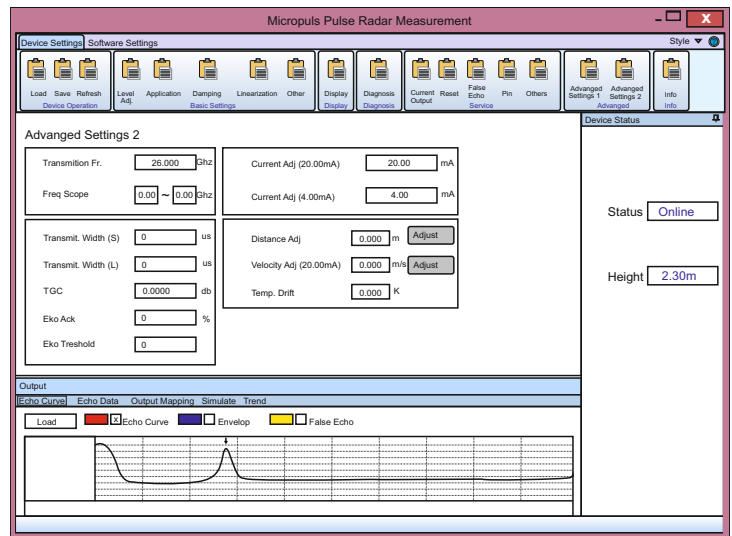 Micropuls Pulse Radar Measurement
X
Device Settings Software Settings Style
Load Save Refresh Level Adj. Application Damping Linearization Other Display Diagnosis Current Output Reset False Echo Pin Others Advanged Settings 1 Advanged Settings 2 Info
Device Operation Basic Settings Display Diagnosis Service Advanged Info
Device Status
Advanged Settings 2
Transmition Fr. 26.000 Ghz
Freq Scope 0.00 ~ 0.00 Ghz
Current Adj (20.00mA) 20.00 mA
Current Adj (4.00mA) 4.00 mA
Transmit. Width (S) 0 us
Transmit. Width (L) 0 us
TGC 0.0000 db
Eko Ack 0 %
Eko Treshold 0
Distance Adj 0.000 m Adjust
Velocity Adj (20.00mA) 0.000 m/s Adjust
Temp. Drift 0.000 K
Status Online
Height 2.30m
Output
Echo Curve Echo Data Output Mapping Simulate Trend
Load X Echo Curve Envelop False Echo